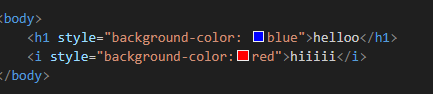 <body>
<h1 style="background-color: blue">helloo</h1>
<i style="background-color:red">hiiiii</i>
</body>